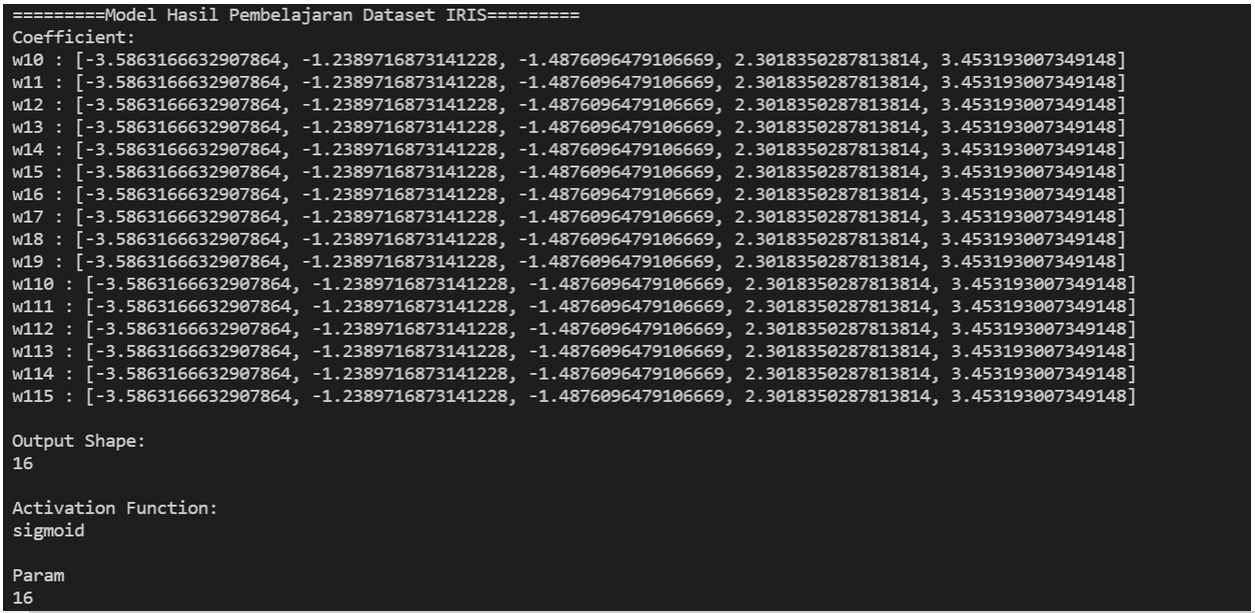 =========Model Hasil Pembelajaran Dataset IRIS=========
Coefficient:
w10 : [-3.5863166632907864, -1.2389716873141228, -1.4876096479106669, 2.3018350287813814, 3.453193007349148]
w11 : [-3.5863166632907864, -1.2389716873141228, -1.4876096479106669, 2.3018350287813814, 3.453193007349148]
w12 : [-3.5863166632907864, -1.2389716873141228, -1.4876096479106669, 2.3018350287813814, 3.453193007349148]
w13 : [-3.5863166632907864, -1.2389716873141228, -1.4876096479106669, 2.3018350287813814, 3.453193007349148]
w14 : [-3.5863166632907864, -1.2389716873141228, -1.4876096479106669, 2.3018350287813814, 3.453193007349148]
w15 : [-3.5863166632907864, -1.2389716873141228, -1.4876096479106669, 2.3018350287813814, 3.453193007349148]
w16 : [-3.5863166632907864, -1.2389716873141228, -1.4876096479106669, 2.3018350287813814, 3.453193007349148]
w17 : [-3.5863166632907864, -1.2389716873141228, -1.4876096479106669, 2.3018350287813814, 3.453193007349148]
w18 : [-3.5863166632907864, -1.2389716873141228, -1.4876096479106669, 2.3018350287813814, 3.453193007349148]
w19 : [-3.5863166632907864, -1.2389716873141228, -1.4876096479106669, 2.3018350287813814, 3.453193007349148]
w110 : [-3.5863166632907864, -1.2389716873141228, -1.4876096479106669, 2.3018350287813814, 3.453193007349148]
w111 : [-3.5863166632907864, -1.2389716873141228, -1.4876096479106669, 2.3018350287813814, 3.453193007349148]
w112 : [-3.5863166632907864, -1.2389716873141228, -1.4876096479106669, 2.3018350287813814, 3.453193007349148]
w113 : [-3.5863166632907864, -1.2389716873141228, -1.4876096479106669, 2.3018350287813814, 3.453193007349148]
w114 : [-3.5863166632907864, -1.2389716873141228, -1.4876096479106669, 2.3018350287813814, 3.453193007349148]
w115 : [-3.5863166632907864, -1.2389716873141228, -1.4876096479106669, 2.3018350287813814, 3.453193007349148]
Output Shape:
16
Activation Function:
sigmoid
Param
16